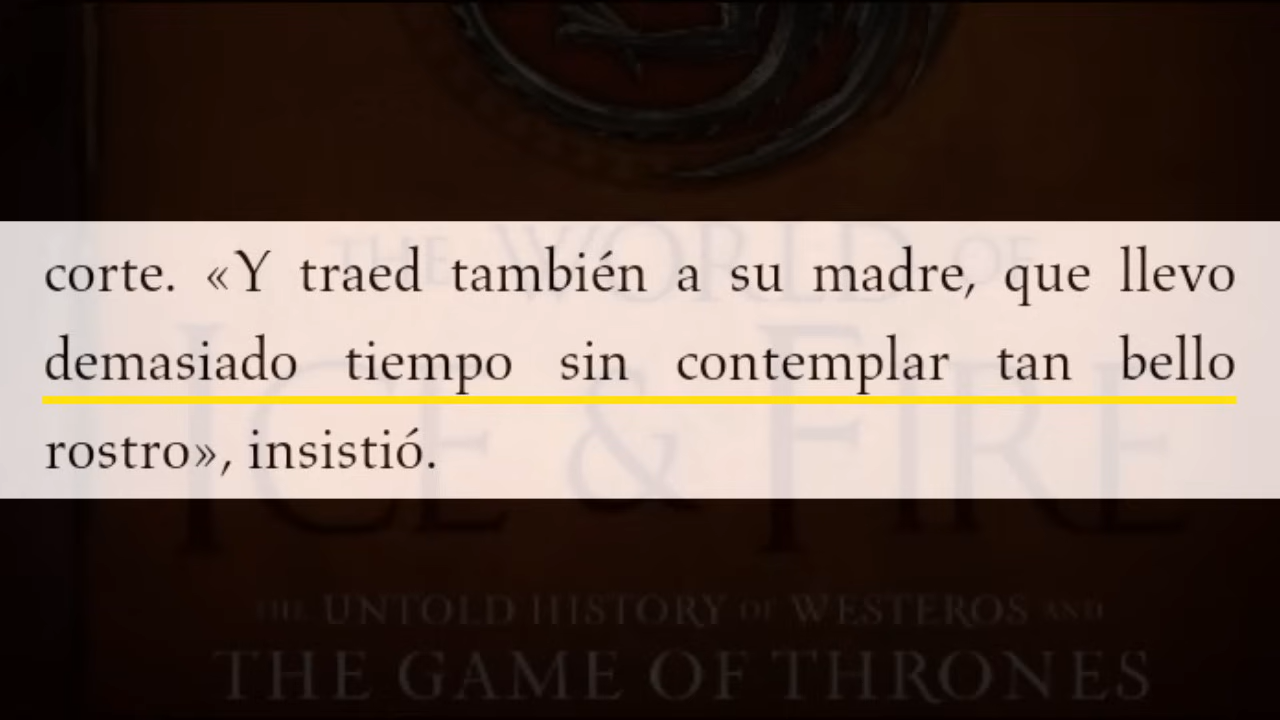 corte. «Y traed también a su madre, que llevo
demasiado tiempo sin contemplar tan bello
rostro», insistió.
THE WORLD OF
ICE & FIRE
THE UNTOLD HISTORY OF WESTEROS AND
THE GAME OF THRONES